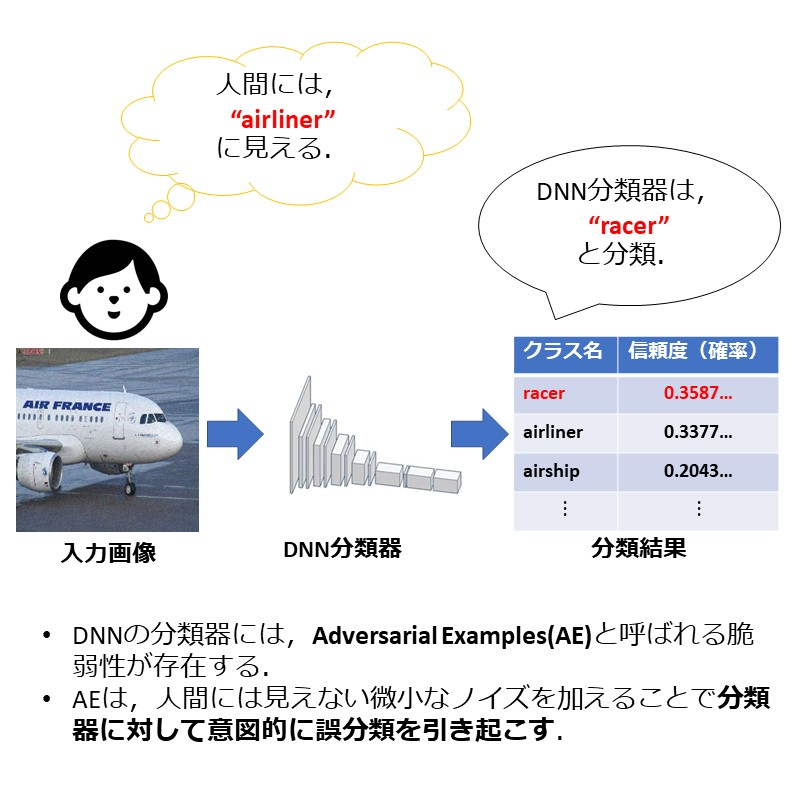 人間には，
“airliner”
に見える．
DNN分類器は，
“racer”
と分類．
AIR FRANCE
クラス名 信頼度（確率）
racer 0.3587...
airliner 0.3377...
airship 0.2043...
⋮ ⋮
入力画像
DNN分類器
分類結果
• DNNの分類器には，Adversarial Examples(AE)と呼ばれる脆
弱性が存在する．
• AEは，人間には見えない微小なノイズを加えることで分類
器に対して意図的に誤分類を引き起こす．